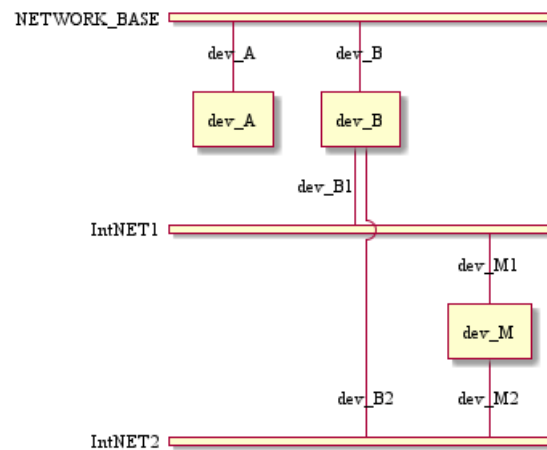 NETWORK_BASE
dev_A
dev_B
dev_A
dev_B
dev_B1
IntNET1
dev_M1
dev_M
dev_B2
dev_M2
IntNET2